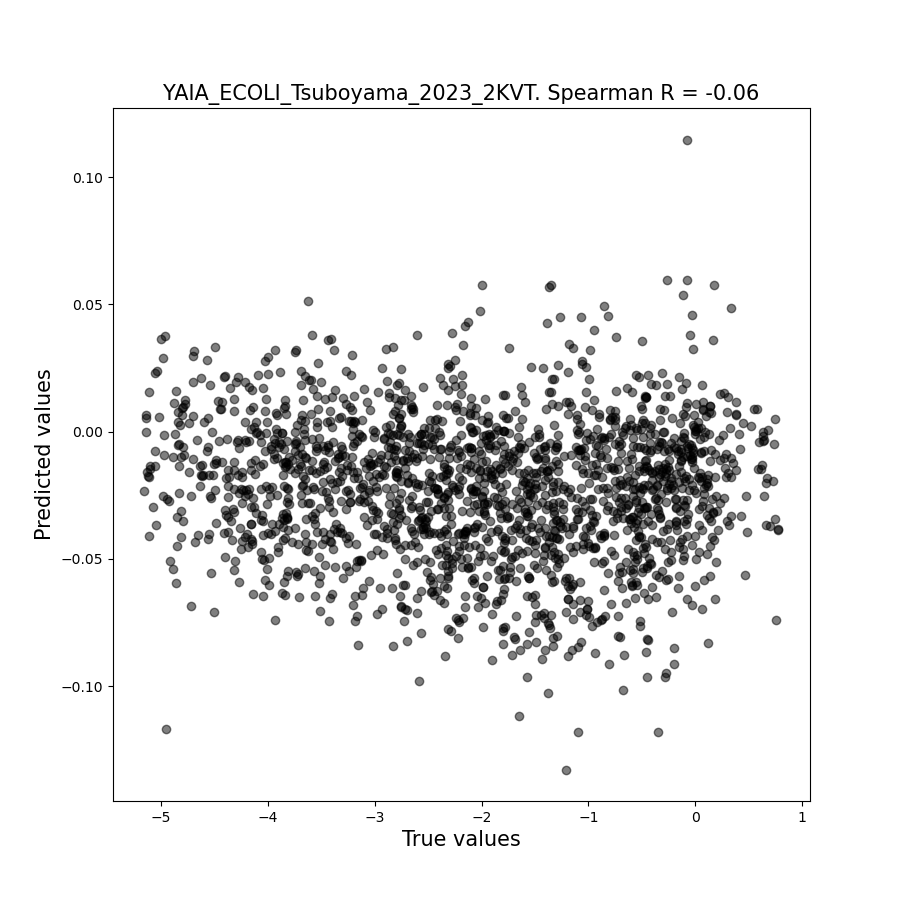 YAIA_ECOLI_Tsuboyama_2023_2KVT. Spearman R = -0.06
0.10
0.05
0.00
−0.05
−0.10
Predicted values
−5 −4 −3 −2 −1 0 1
True values